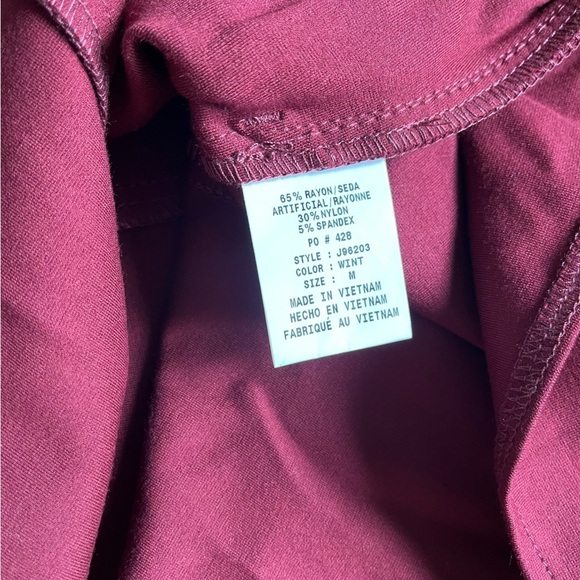 65% RAYON/SEDA
ARTIFICIAL/RAYONNE
30% NYLON
5% SPANDEX
PO # 428
STYLE : J96203
COLOR : WINT
SIZE : M
MADE IN VIETNAM
HECHO EN VIETNAM
FABRIQUÉ AU VIETNAM